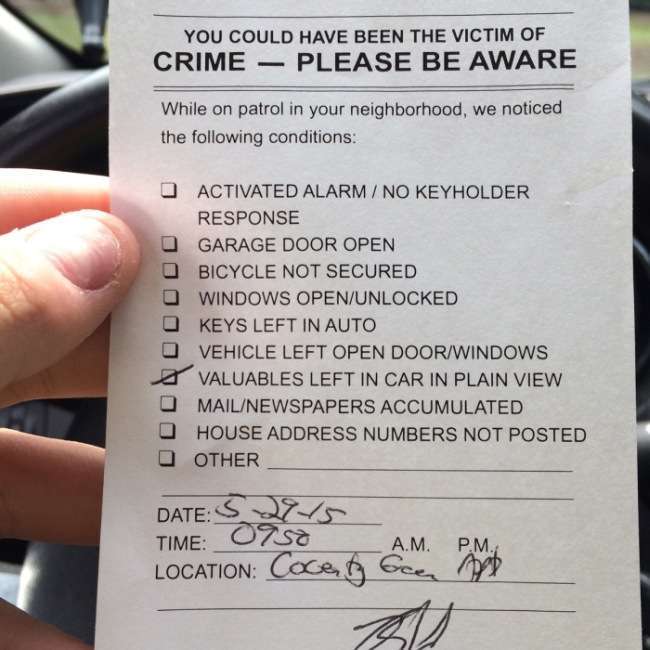 YOU COULD HAVE BEEN THE VICTIM OF
CRIME — PLEASE BE AWARE
While on patrol in your neighborhood, we noticed
the following conditions:
ACTIVATED ALARM / NO KEYHOLDER
RESPONSE
GARAGE DOOR OPEN
BICYCLE NOT SECURED
WINDOWS OPEN/UNLOCKED
KEYS LEFT IN AUTO
VEHICLE LEFT OPEN DOOR/WINDOWS
VALUABLES LEFT IN CAR IN PLAIN VIEW
MAIL/NEWSPAPERS ACCUMULATED
HOUSE ADDRESS NUMBERS NOT POSTED
OTHER
DATE: 5-29-15
TIME: 0950 A.M. P.M.
LOCATION: